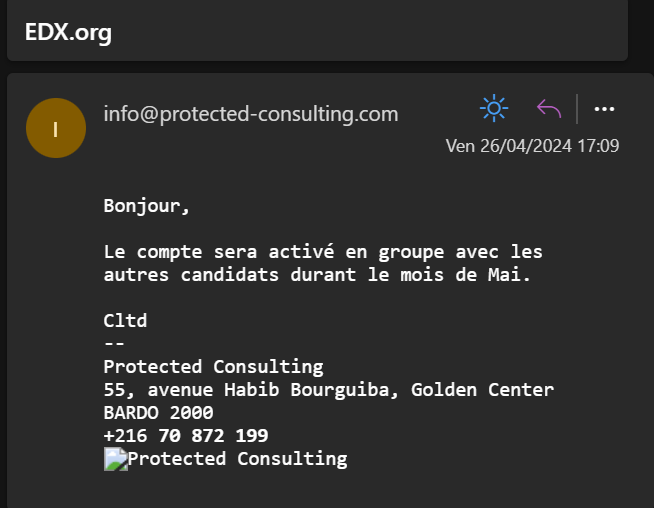 EDX.org
I
info@protected-consulting.com
Ven 26/04/2024 17:09
Bonjour,
Le compte sera activé en groupe avec les
autres candidats durant le mois de Mai.
Cltd
--
Protected Consulting
55, avenue Habib Bourguiba, Golden Center
BARDO 2000
+216 70 872 199
Protected Consulting